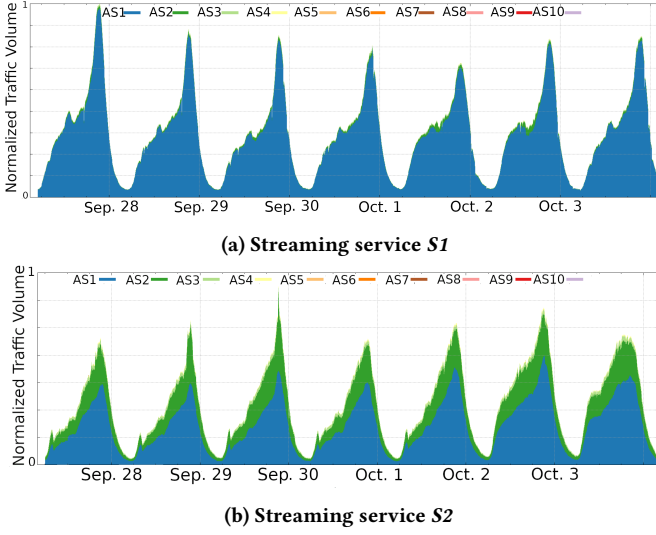 1
AS1 AS2 AS3 AS4 AS5 AS6 AS7 AS8 AS9 AS10
Normalized Traffic Volume
0
Sep. 28 Sep. 29 Sep. 30 Oct. 1 Oct. 2 Oct. 3
(a) Streaming service S1
1
AS1 AS2 AS3 AS4 AS5 AS6 AS7 AS8 AS9 AS10
Normalized Traffic Volume
0
Sep. 28 Sep. 29 Sep. 30 Oct. 1 Oct. 2 Oct. 3
(b) Streaming service S2